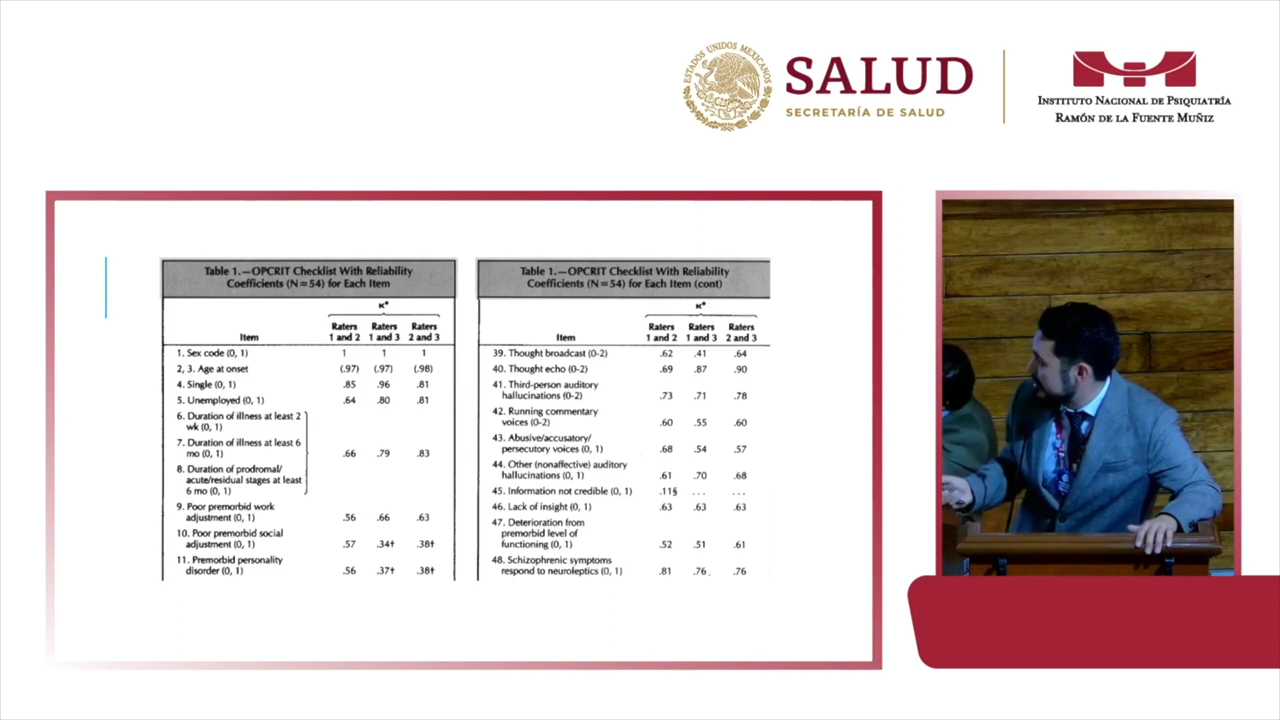 ESTADOS UNIDOS MEXICANOS
SALUD
SECRETARÍA DE SALUD
INSTITUTO NACIONAL DE PSIQUIATRÍA
RAMÓN DE LA FUENTE MUÑIZ
Table 1.—OPCRIT Checklist With Reliability
Coefficients (N=54) for Each Item
κ*
Raters Raters Raters
Item 1 and 2 1 and 3 2 and 3
1. Sex code (0, 1) 1 1 1
2, 3. Age at onset (.97) (.97) (.98)
4. Single (0, 1) .85 .96 .81
5. Unemployed (0, 1) .64 .80 .81
6. Duration of illness at least 2
wk (0, 1)
7. Duration of illness at least 6
mo (0, 1) .66 .79 .83
8. Duration of prodromal/
acute/residual stages at least
6 mo (0, 1)
9. Poor premorbid work
adjustment (0, 1) .56 .66 .63
10. Poor premorbid social
adjustment (0, 1) .57 .34† .38†
11. Premorbid personality
disorder (0, 1) .56 .37† .38†
Table 1.—OPCRIT Checklist With Reliability
Coefficients (N=54) for Each Item (cont)
κ*
Raters Raters Raters
Item 1 and 2 1 and 3 2 and 3
39. Thought broadcast (0-2) .62 .41 .64
40. Thought echo (0-2) .69 .87 .90
41. Third-person auditory
hallucinations (0-2) .73 .71 .78
42. Running commentary
voices (0-2) .60 .55 .60
43. Abusive/accusatory/
persecutory voices (0, 1) .68 .54 .57
44. Other (nonaffective) auditory
hallucinations (0, 1) .61 .70 .68
45. Information not credible (0, 1) .11§ ... ...
46. Lack of insight (0, 1) .63 .63 .63
47. Deterioration from
premorbid level of
functioning (0, 1) .52 .51 .61
48. Schizophrenic symptoms
respond to neuroleptics (0, 1) .81 .76 .76